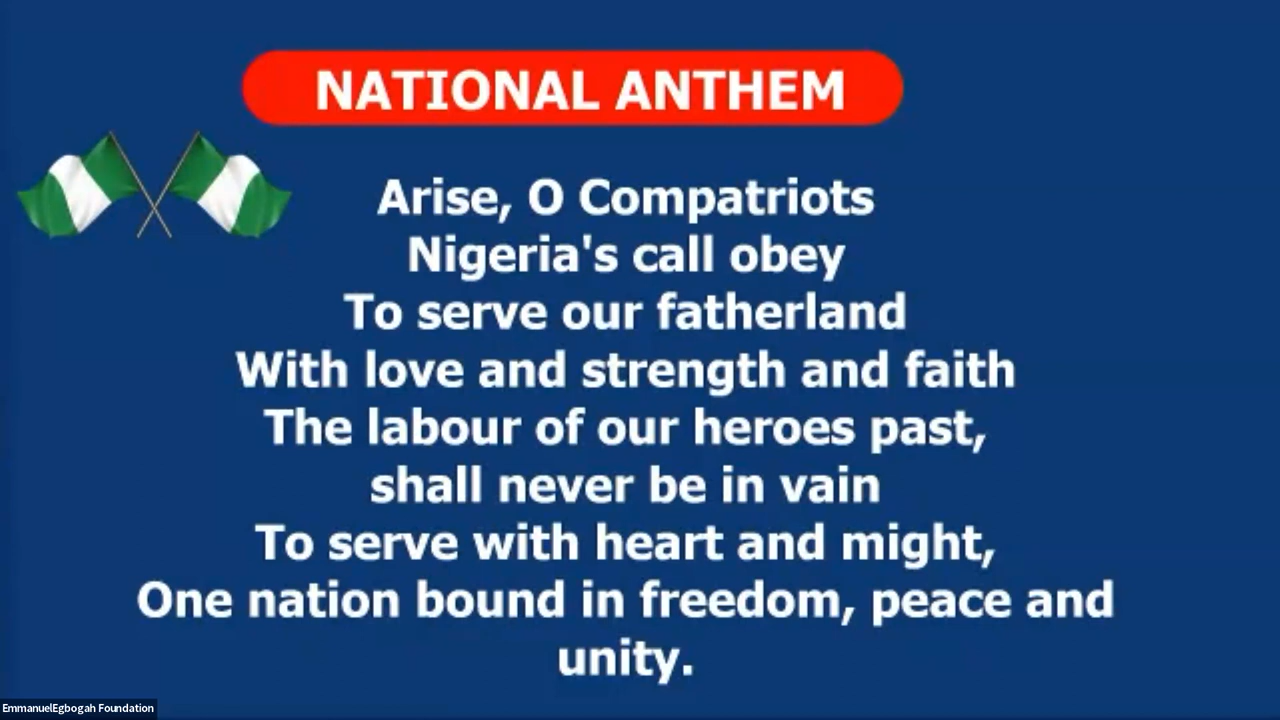 NATIONAL ANTHEM
Arise, O Compatriots
Nigeria's call obey
To serve our fatherland
With love and strength and faith
The labour of our heroes past,
shall never be in vain
To serve with heart and might,
One nation bound in freedom, peace and
unity.
EmmanuelEgbogah Foundation